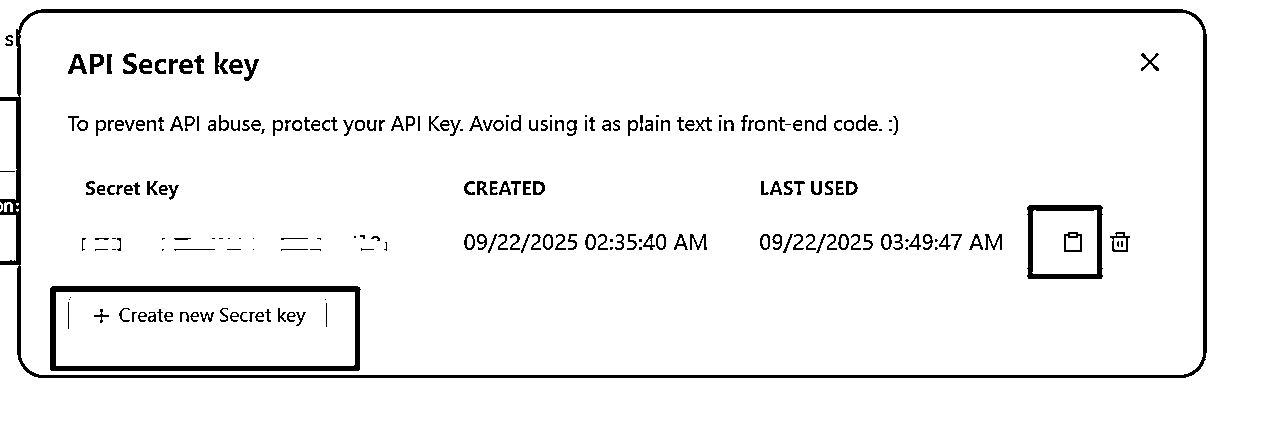 API Secret key
To prevent API abuse, protect your API Key. Avoid using it as plain text in front-end code. :)
Secret Key CREATED LAST USED
09/22/2025 02:35:40 AM 09/22/2025 03:49:47 AM
+ Create new Secret key